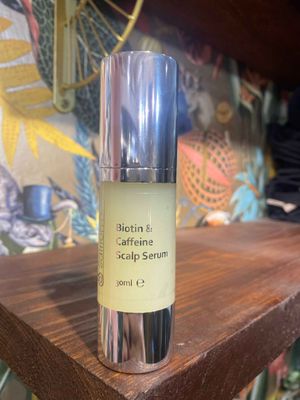 Biotin &
Caffeine
Scalp Serum
30ml ℮